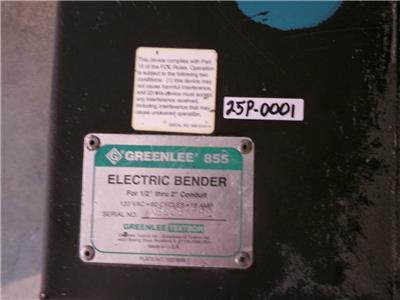 This device complies with Part
15 of the FCC Rules. Operation
is subject to the following two
conditions. (1) this device may
not cause harmful interference,
and (2) this device must accept
any interference received,
including interference that may
cause undesired operation.
25P-0001
GREENLEE 855
ELECTRIC BENDER
For 1/2" thru 2" Conduit
120 VAC • 60 CYCLES • 16 AMP
SERIAL NO.
GREENLEE TEXTRON
Made in U.S.A.